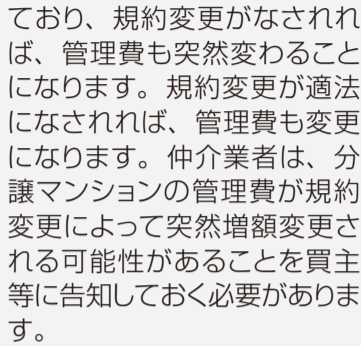 ており、規約変更がなされれ
ば、管理費も突然変わること
になります。規約変更が適法
になされれば、管理費も変更
になります。仲介業者は、分
譲マンションの管理費が規約
変更によって突然増額変更さ
れる可能性があることを買主
等に告知しておく必要がありま
す。